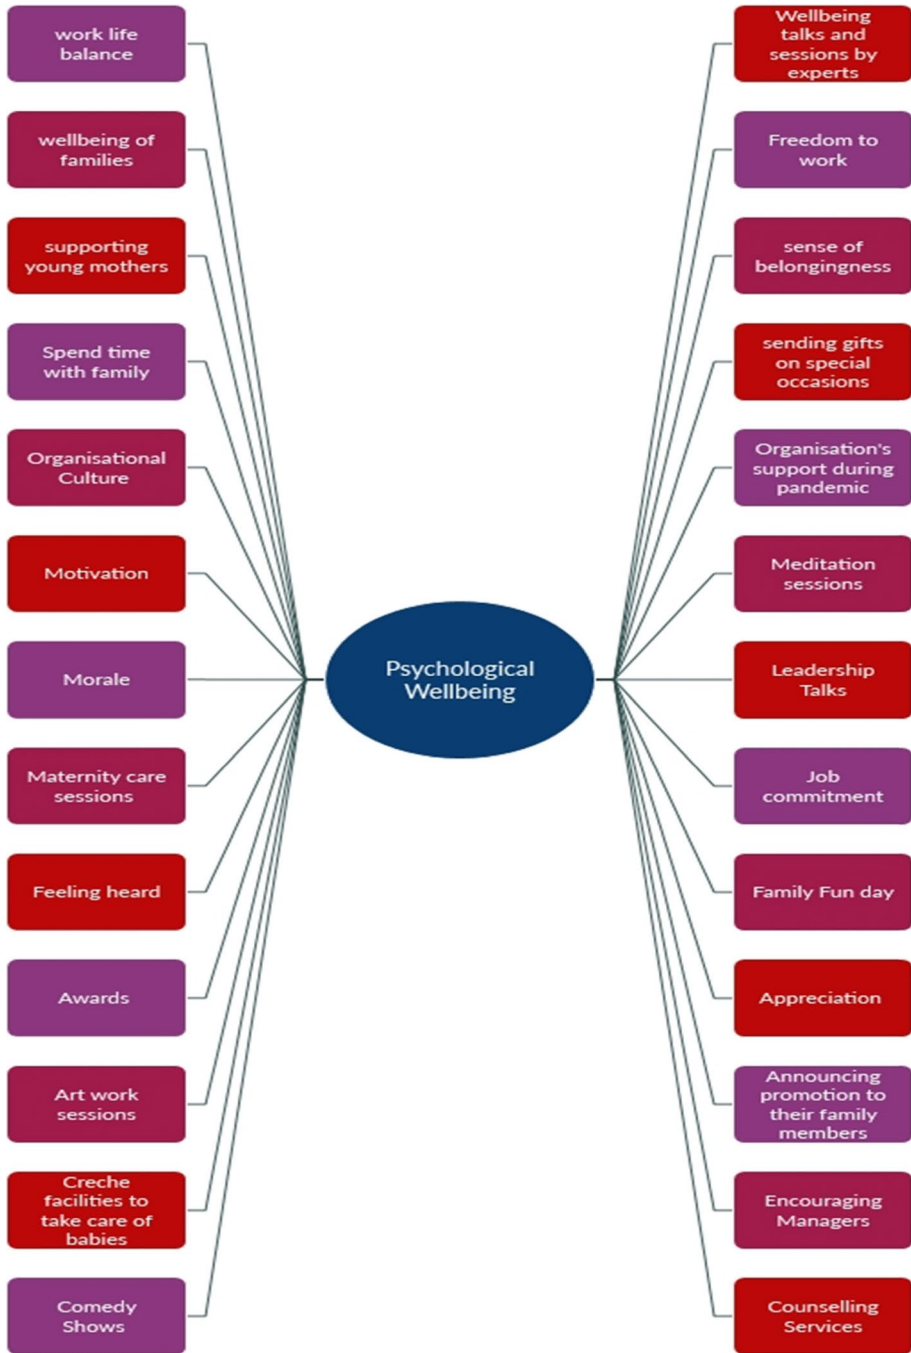 work life
balance
wellbeing of
families
supporting
young mothers
Spend time
with family
Organisational
Culture
Motivation
Morale
Maternity care
sessions
Feeling heard
Awards
Art work
sessions
Creche
facilities to
take care of
babies
Comedy
Shows
Psychological
Wellbeing
Wellbeing
talks and
sessions by
experts
Freedom to
work
sense of
belongingness
sending gifts
on special
occasions
Organisation's
support during
pandemic
Meditation
sessions
Leadership
Talks
Job
commitment
Family Fun day
Appreciation
Announcing
promotion to
their family
members
Encouraging
Managers
Counselling
Services